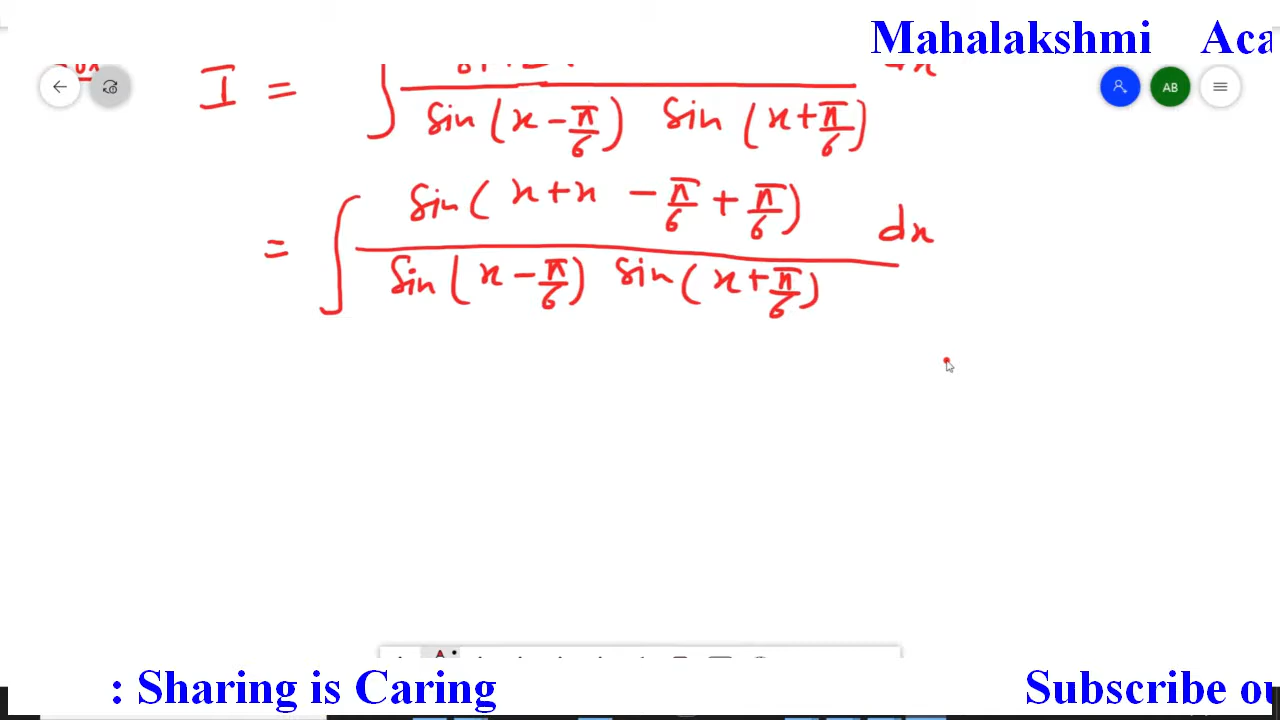 Mahalakshmi Aca
AB
I = ∫ dx
sin(x - π/6) sin(x + π/6)
= ∫ sin(x + x - π/6 + π/6) dx
sin(x - π/6) sin(x + π/6)
: Sharing is Caring Subscribe ou